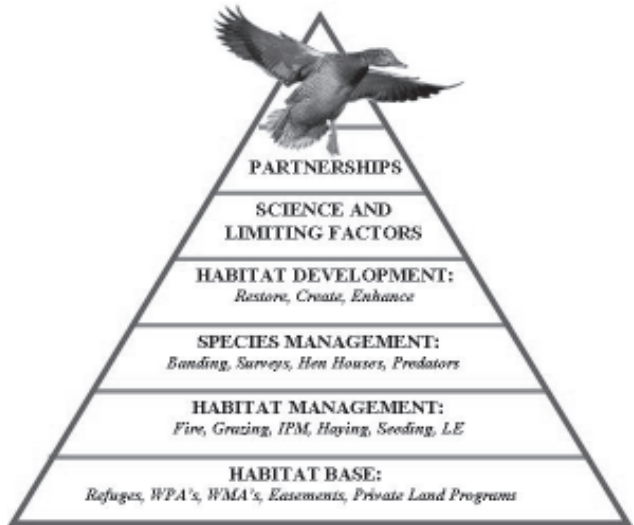 PARTNERSHIPS
SCIENCE AND
LIMITING FACTORS
HABITAT DEVELOPMENT:
Restore, Create, Enhance
SPECIES MANAGEMENT:
Banding, Surveys, Hen Houses, Predators
HABITAT MANAGEMENT:
Fire, Grazing, IPM, Haying, Seeding, LE
HABITAT BASE:
Refuges, WPA's, WMA's, Easements, Private Land Programs